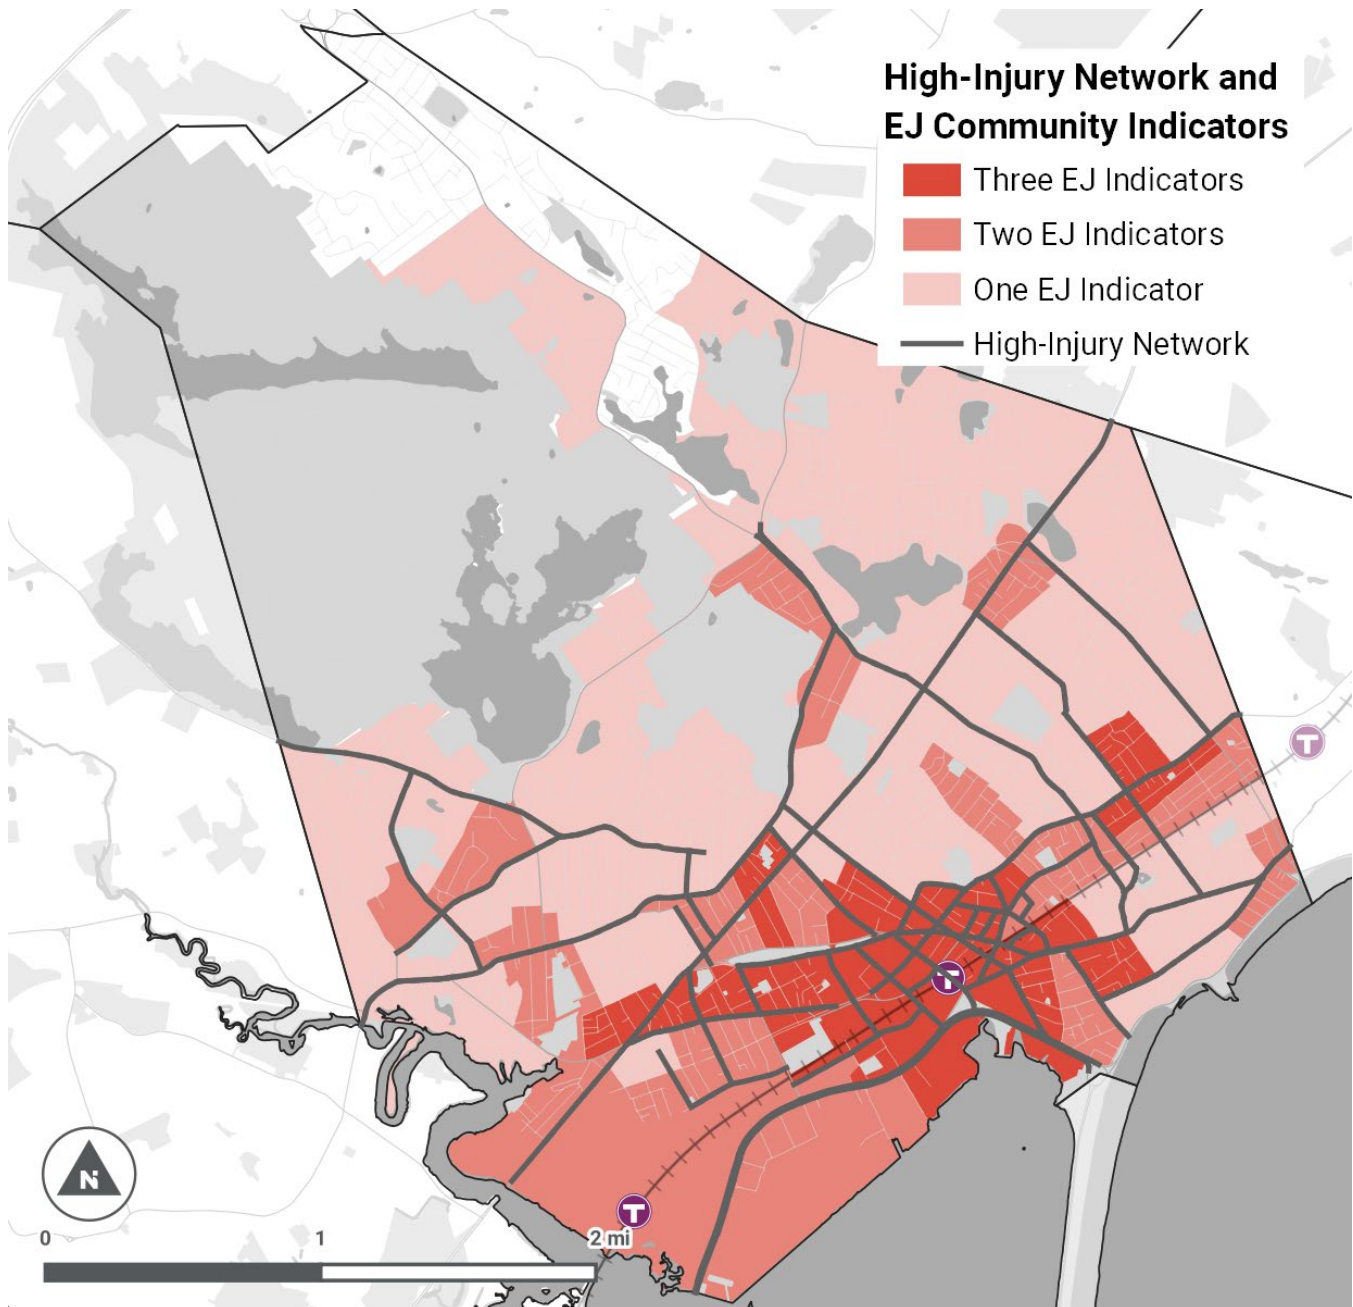 High-Injury Network and
EJ Community Indicators
Three EJ Indicators
Two EJ Indicators
One EJ Indicator
High-Injury Network
T
T
T
N
0 1 2 mi